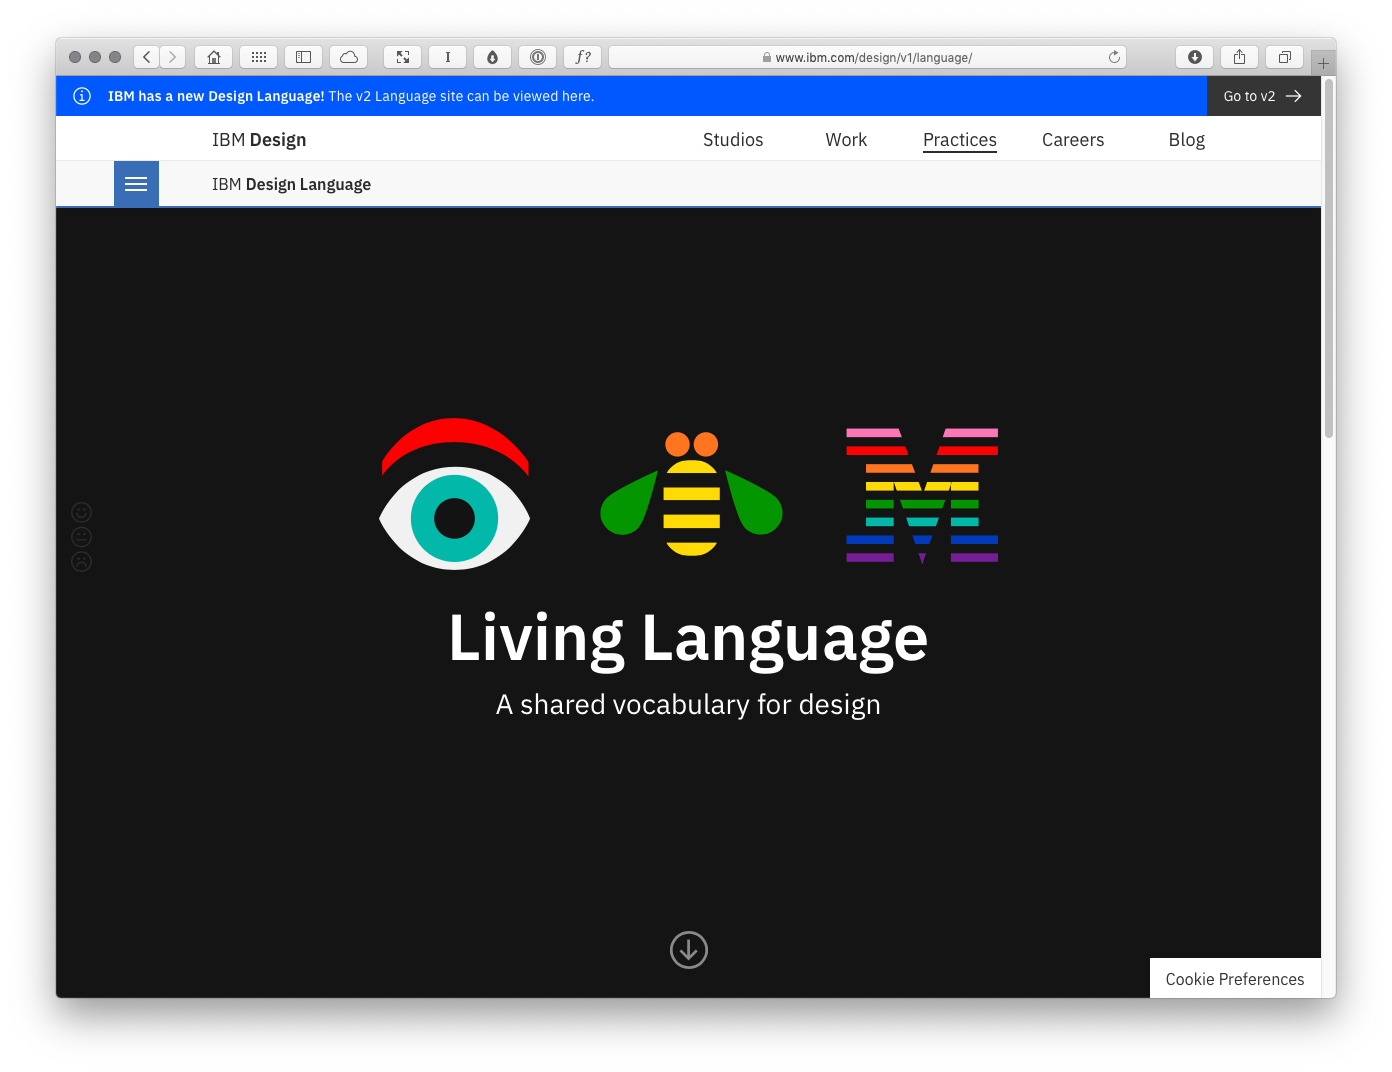 I
ƒ?
www.ibm.com/design/v1/language/
IBM has a new Design Language! The v2 Language site can be viewed here.
Go to v2
IBM Design
Studios
Work
Practices
Careers
Blog
IBM Design Language
M
Living Language
A shared vocabulary for design
Cookie Preferences